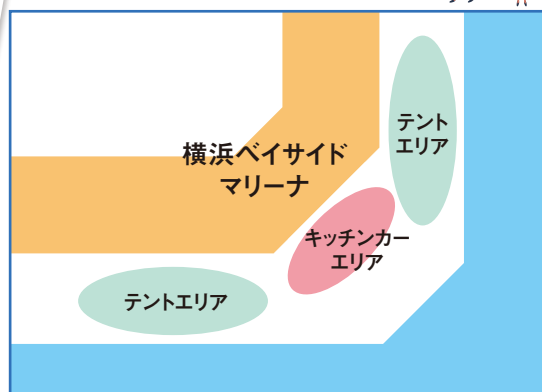 テント
エリア
横浜ベイサイド
マリーナ
キッチンカー
エリア
テントエリア